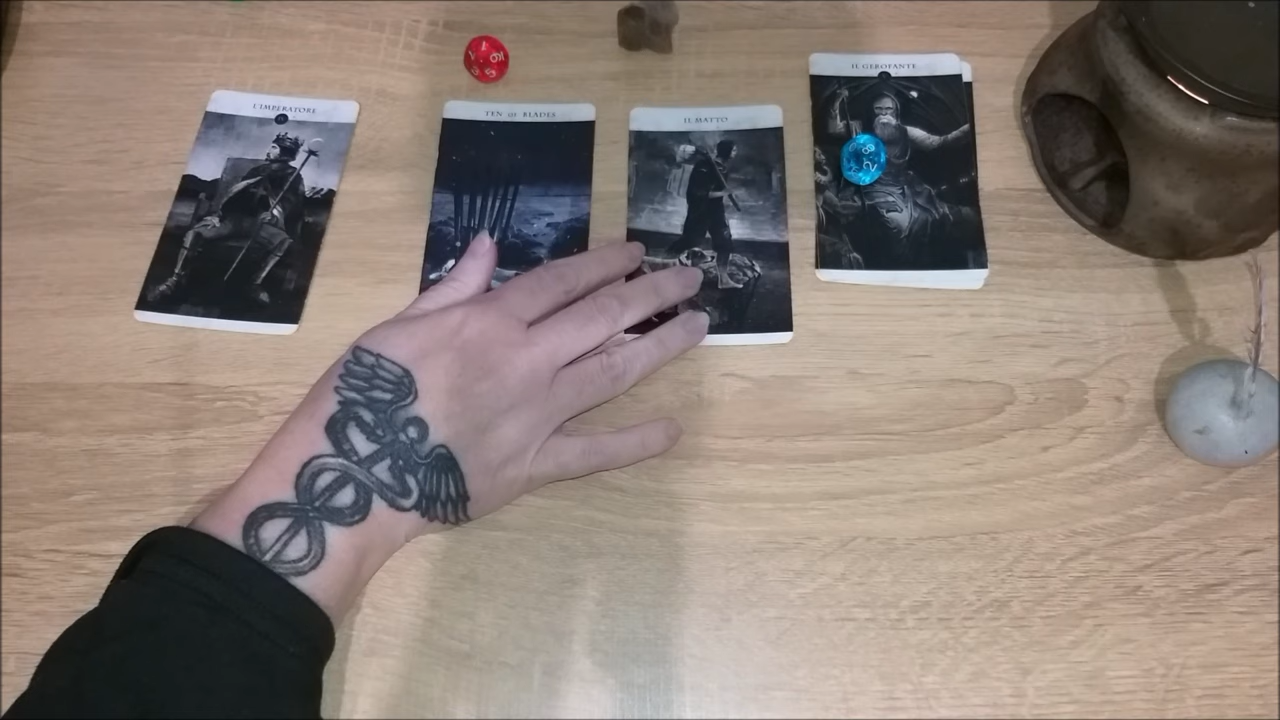 L'IMPERATORE
TEN OF BLADES
IL MATTO
IL GEROFANTE